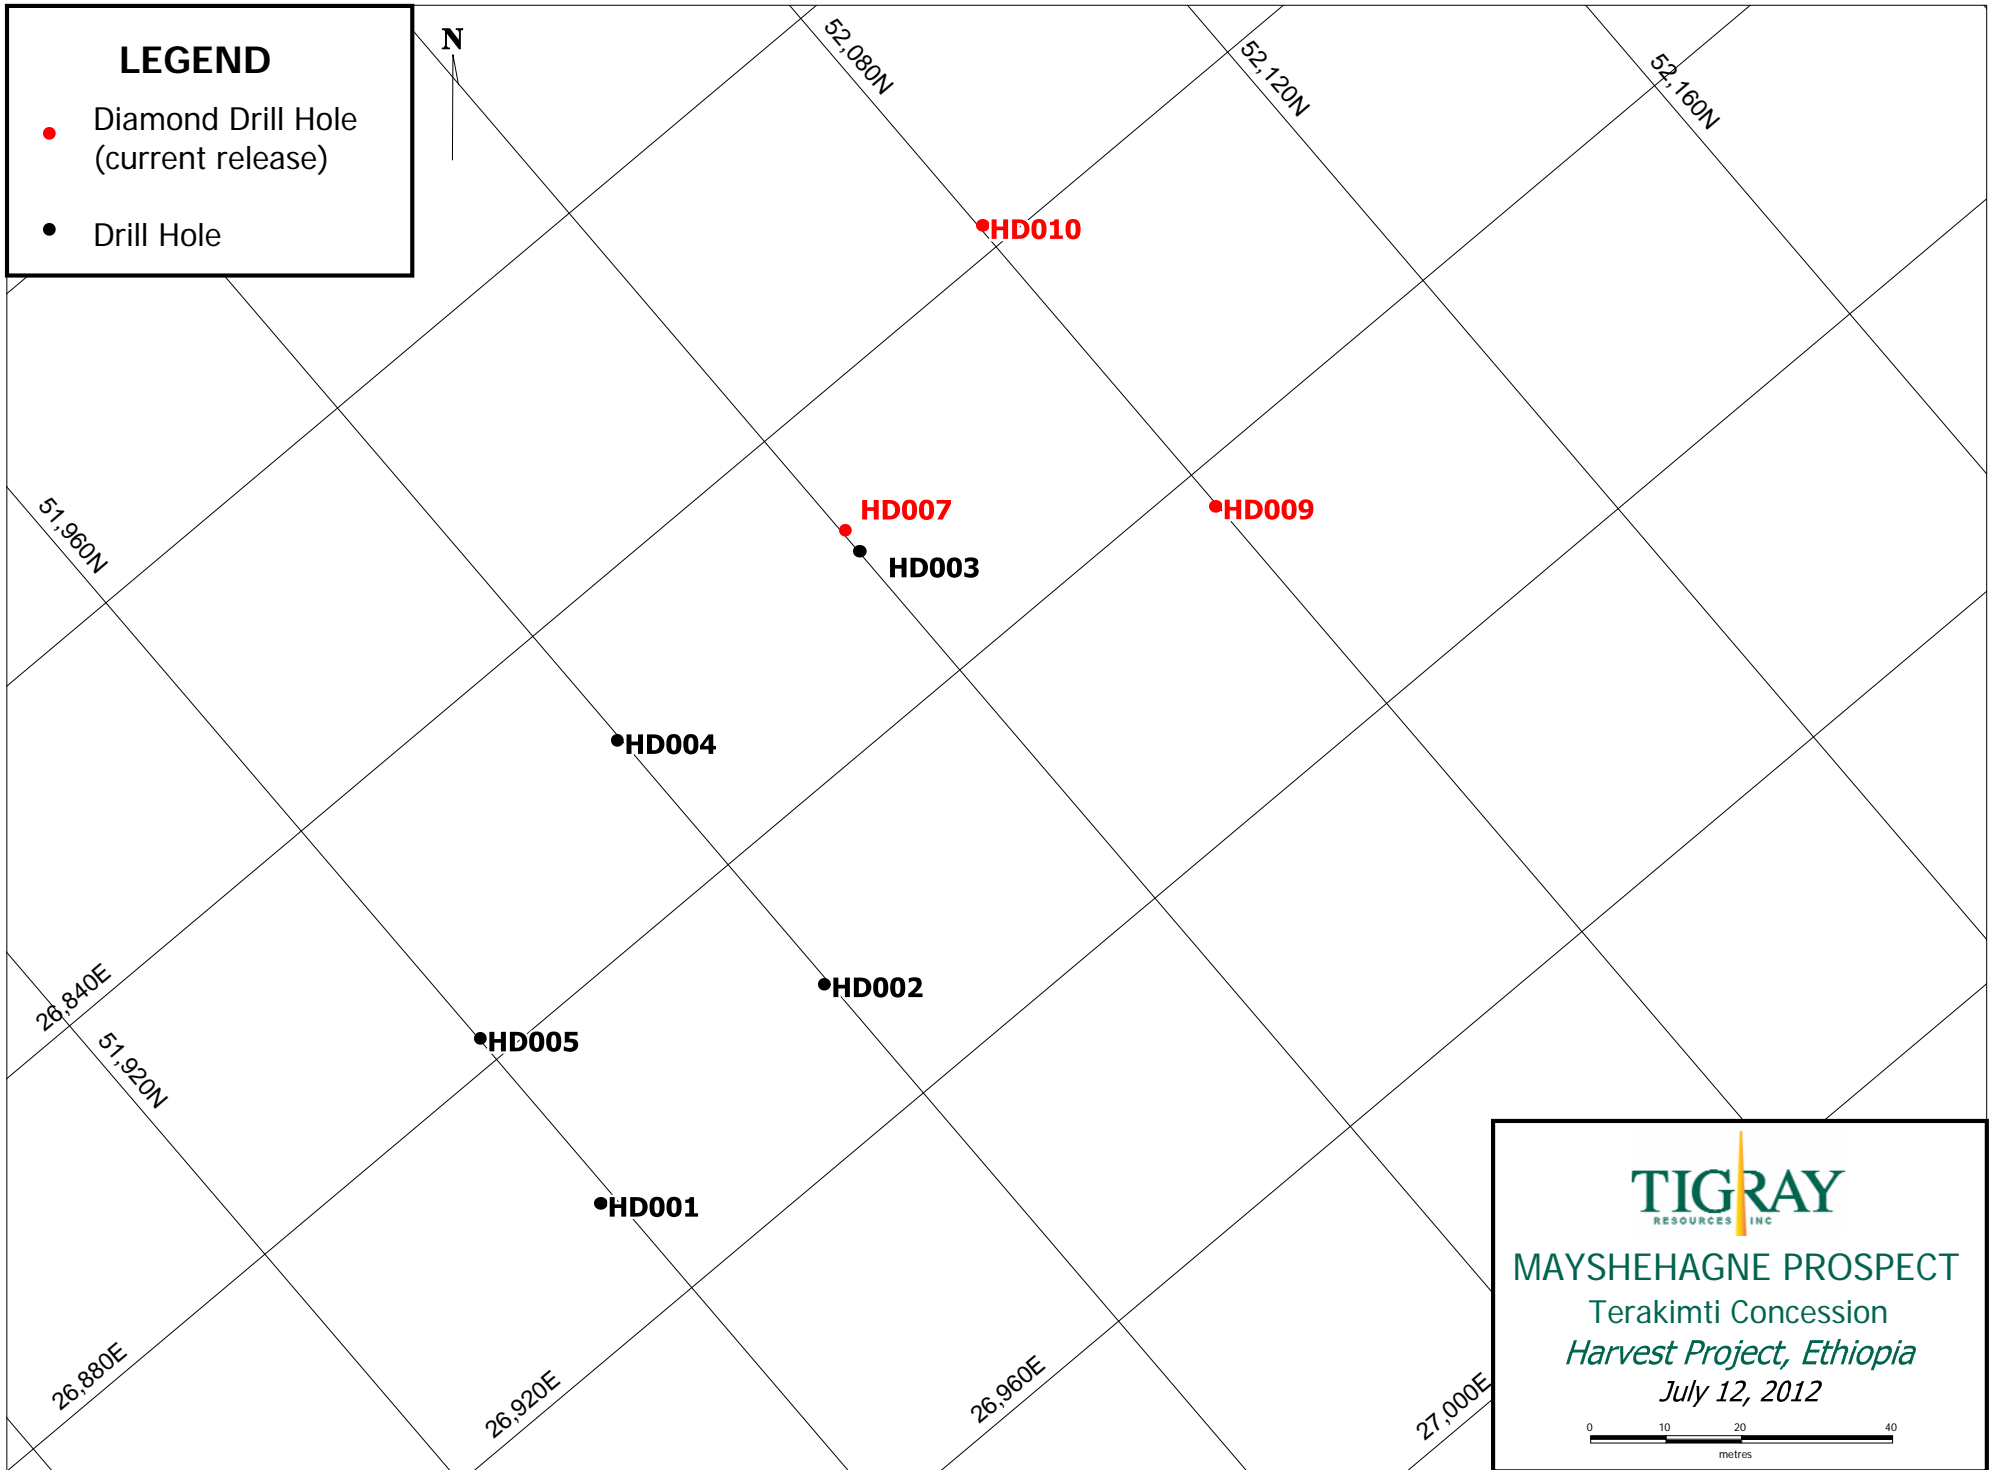 LEGEND
Diamond Drill Hole
(current release)
Drill Hole
N
52,080N
52,120N
52,160N
HD010
51,960N
HD007
HD009
HD003
HD004
26,840E
HD002
51,920N
HD005
HD001
26,880E
26,920E
26,960E
27,000E
TIGRAY
RESOURCES INC
MAYSHEHAGNE PROSPECT
Terakimti Concession
Harvest Project, Ethiopia
July 12, 2012
0 10 20 40
metres